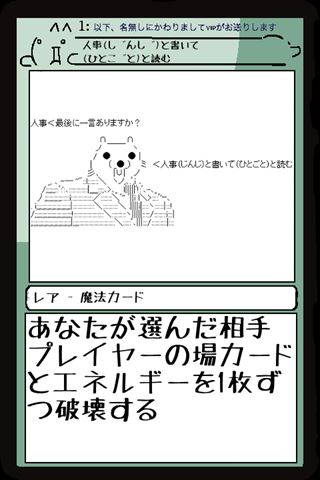 1: 以下、名無しにかわりましてVIPがお送りします
人事(しﾞんしﾞ)と書いて
(ひとこﾞと)と読む
人事＜最後に一言ありますか?
＜人事(じんじ)と書いて(ひとごと)と読む
レア - 魔法カード
あなたが選んだ相手
プレイヤーの場カード
とエネルギーを1枚ず
つ破壊する